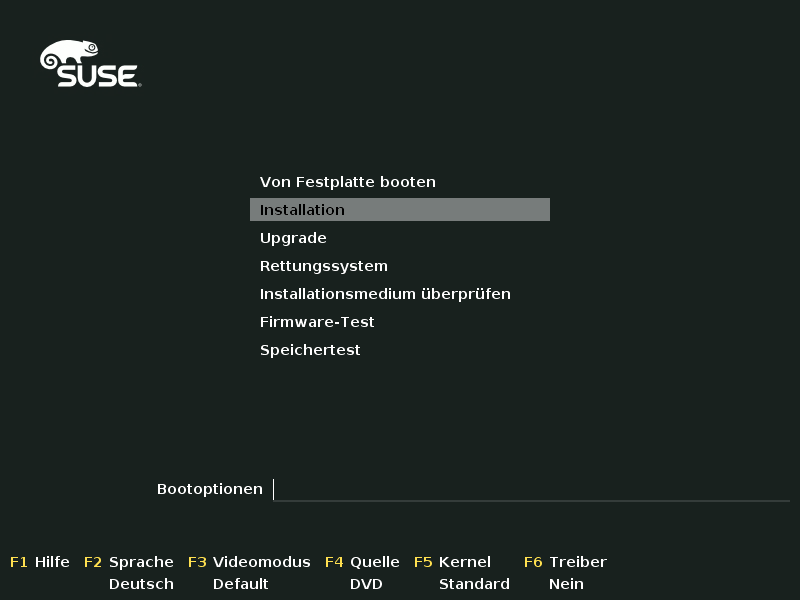 SUSE
Von Festplatte booten
Installation
Upgrade
Rettungssystem
Installationsmedium überprüfen
Firmware-Test
Speichertest
Bootoptionen
F1 Hilfe F2 Sprache F3 Videomodus F4 Quelle F5 Kernel F6 Treiber
Deutsch Default DVD Standard Nein